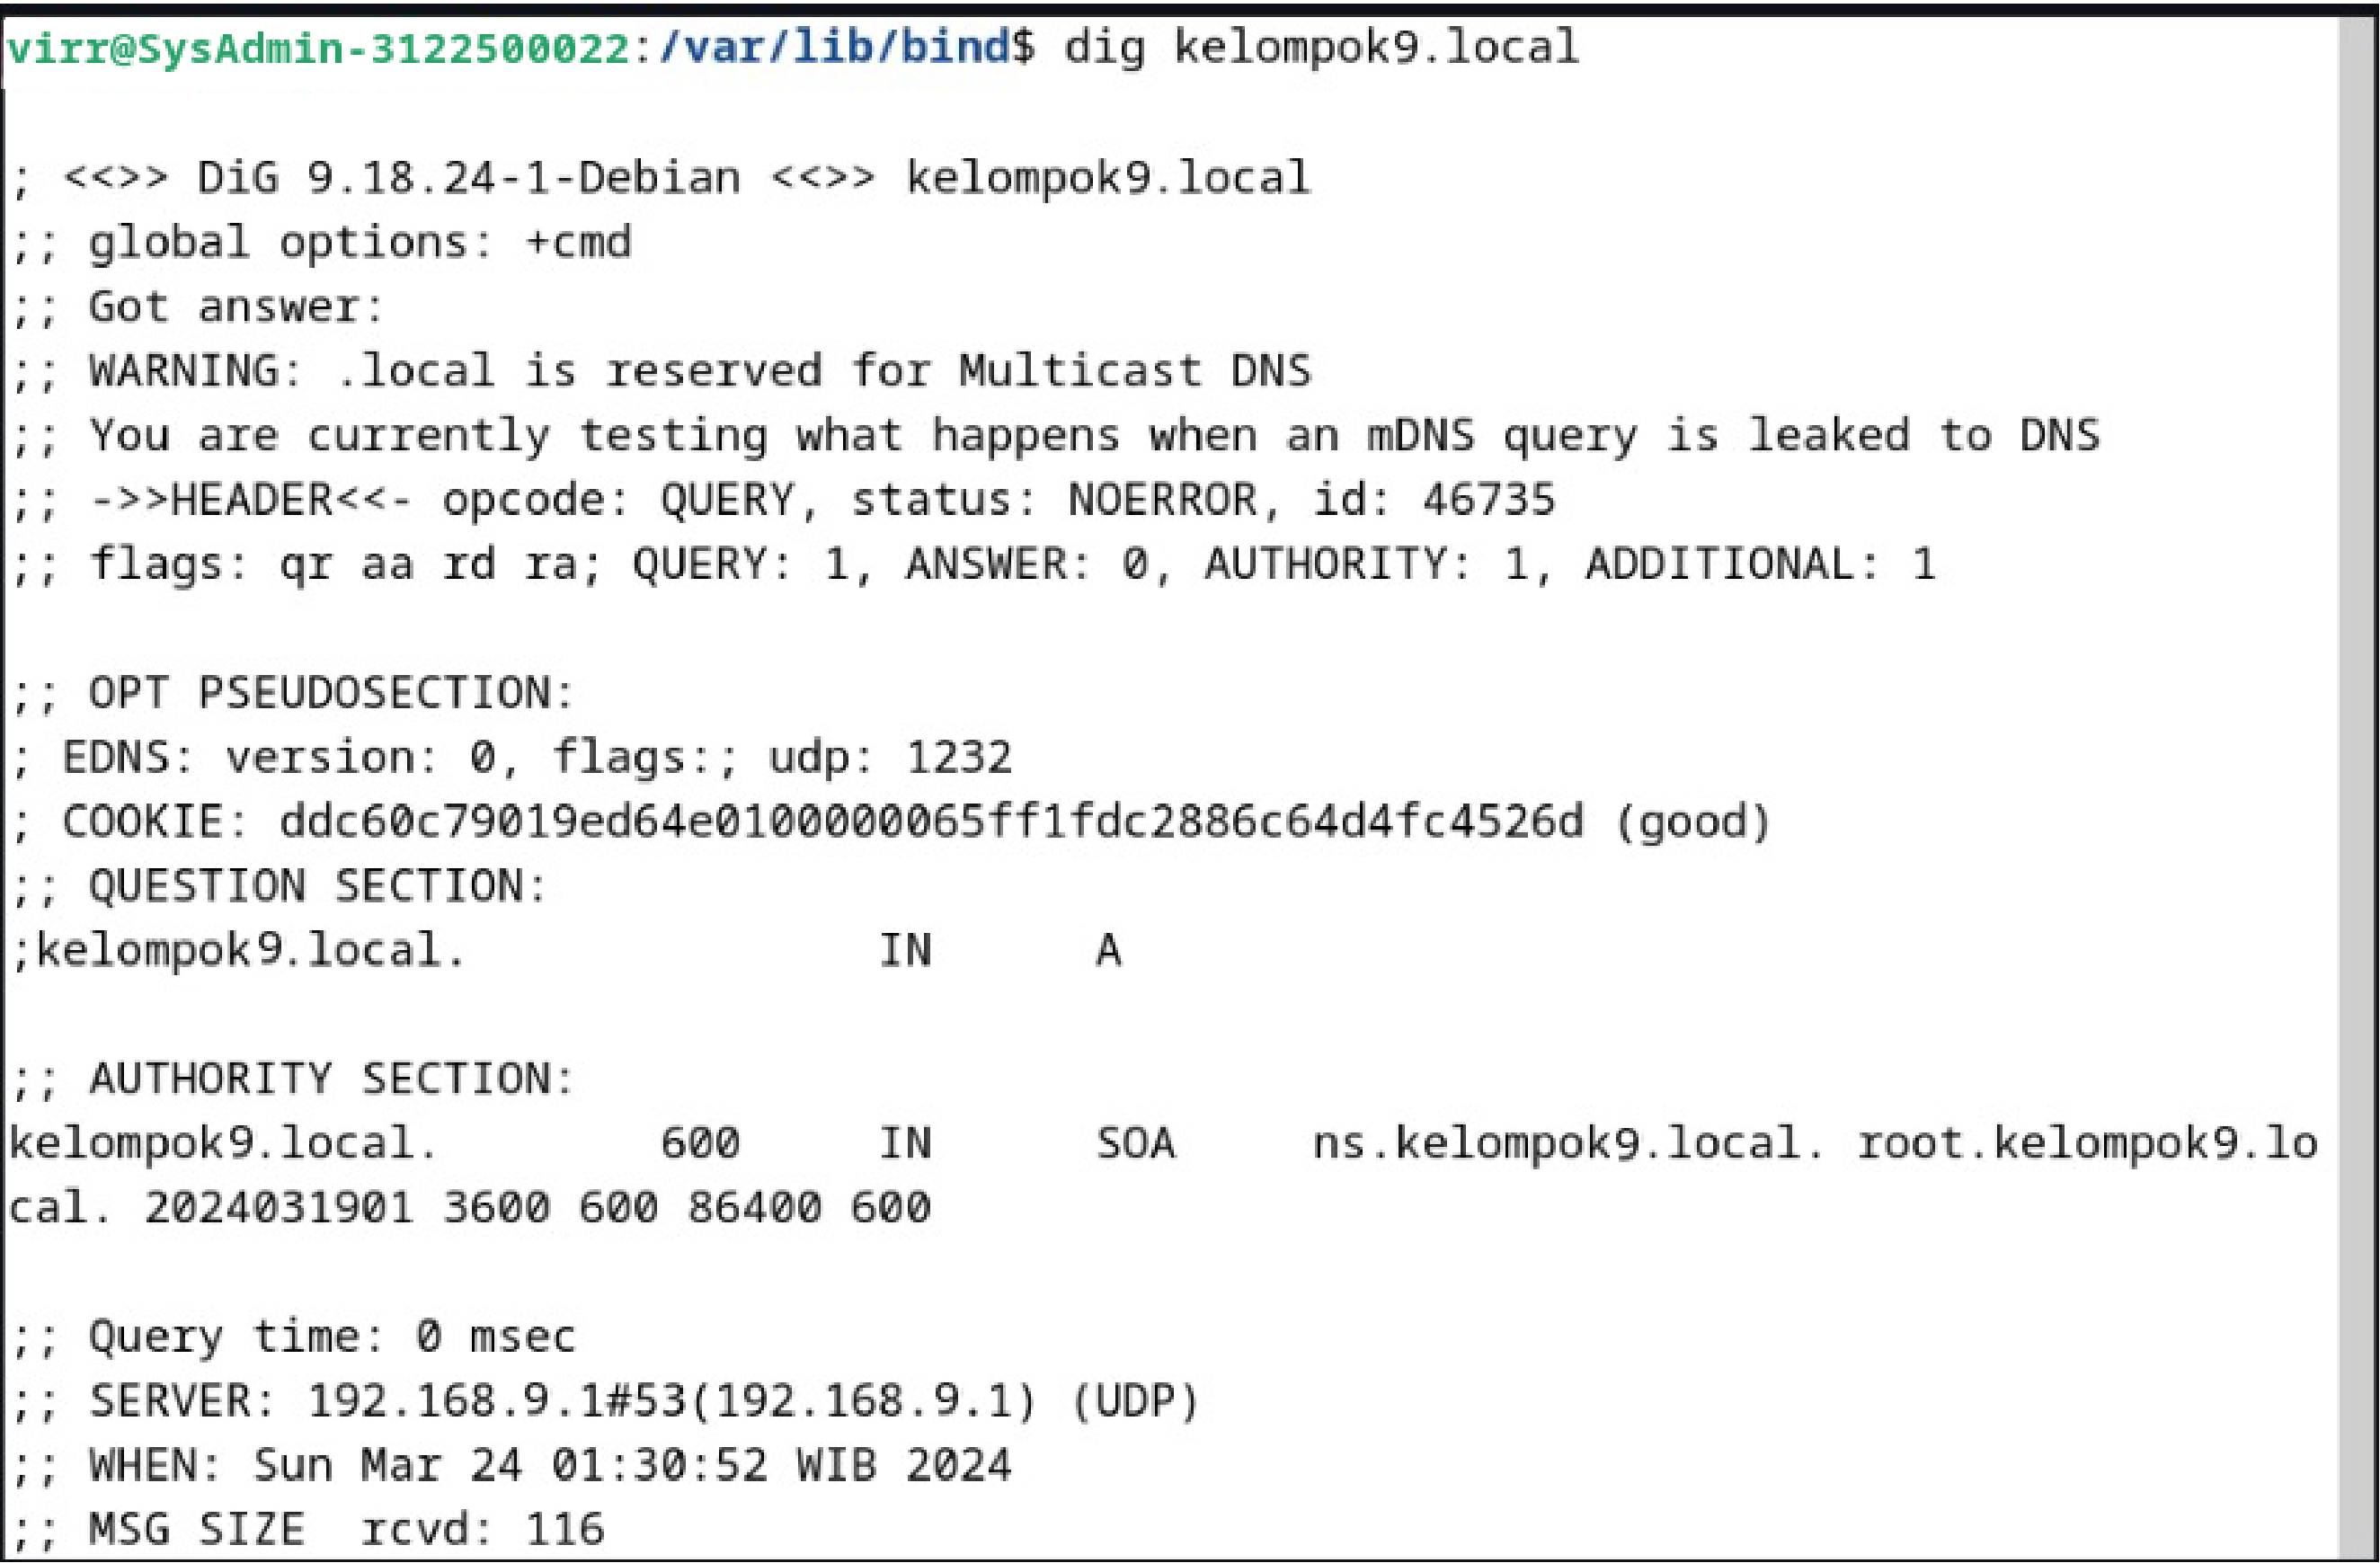 virr@SysAdmin-3122500022:/var/lib/bind$ dig kelompok9.local
; <<>> DiG 9.18.24-1-Debian <<>> kelompok9.local
;; global options: +cmd
;; Got answer:
;; WARNING: .local is reserved for Multicast DNS
;; You are currently testing what happens when an mDNS query is leaked to DNS
;; ->>HEADER<<- opcode: QUERY, status: NOERROR, id: 46735
;; flags: qr aa rd ra; QUERY: 1, ANSWER: 0, AUTHORITY: 1, ADDITIONAL: 1
;; OPT PSEUDOSECTION:
; EDNS: version: 0, flags:; udp: 1232
; COOKIE: ddc60c79019ed64e0100000065ff1fdc2886c64d4fc4526d (good)
;; QUESTION SECTION:
;kelompok9.local. IN A
;; AUTHORITY SECTION:
kelompok9.local. 600 IN SOA ns.kelompok9.local. root.kelompok9.lo
cal. 2024031901 3600 600 86400 600
;; Query time: 0 msec
;; SERVER: 192.168.9.1#53(192.168.9.1) (UDP)
;; WHEN: Sun Mar 24 01:30:52 WIB 2024
;; MSG SIZE  rcvd: 116